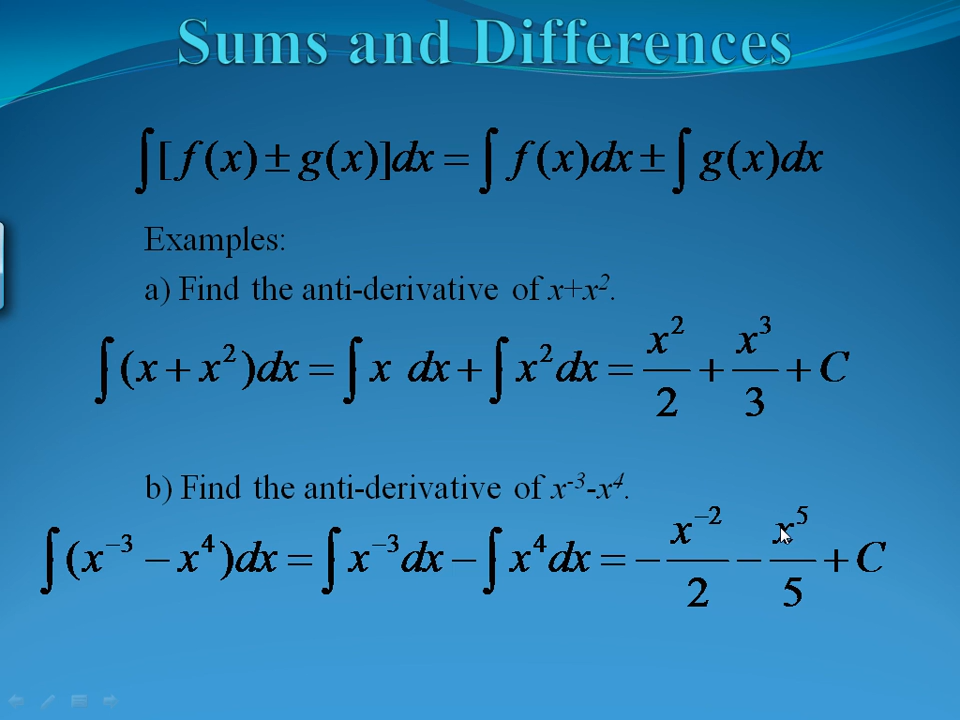 Sums and Differences
∫[f(x) ± g(x)]dx = ∫f(x)dx ± ∫g(x)dx
Examples:
a) Find the anti-derivative of x+x².
∫(x + x²)dx = ∫x dx + ∫x²dx = x²/2 + x³/3 + C
b) Find the anti-derivative of x⁻³-x⁴.
∫(x⁻³ − x⁴)dx = ∫x⁻³dx − ∫x⁴dx = −x⁻²/2 − x⁵/5 + C